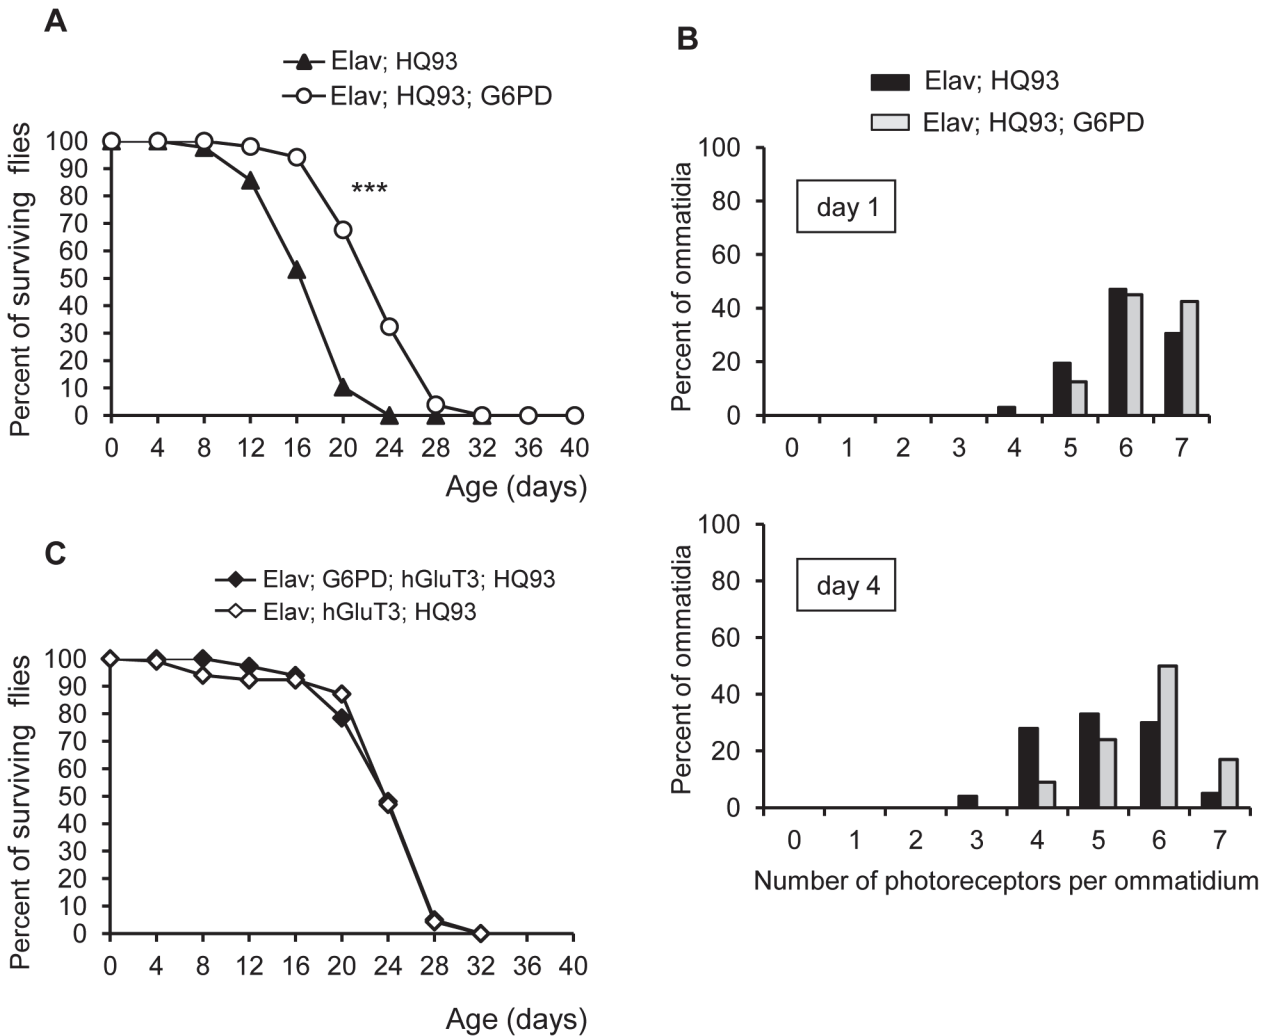 A
Elav; HQ93
Elav; HQ93; G6PD
Percent of surviving flies
100
90
80
70
60
50
40
30
20
10
0
***
0 4 8 12 16 20 24 28 32 36 40
Age (days)
B
Elav; HQ93
Elav; HQ93; G6PD
Percent of ommatidia
100
80
60
40
20
0
day 1
0 1 2 3 4 5 6 7
Percent of ommatidia
100
80
60
40
20
0
day 4
0 1 2 3 4 5 6 7
Number of photoreceptors per ommatidium
C
Elav; G6PD; hGluT3; HQ93
Elav; hGluT3; HQ93
Percent of surviving flies
100
90
80
70
60
50
40
30
20
10
0
0 4 8 12 16 20 24 28 32 36 40
Age (days)